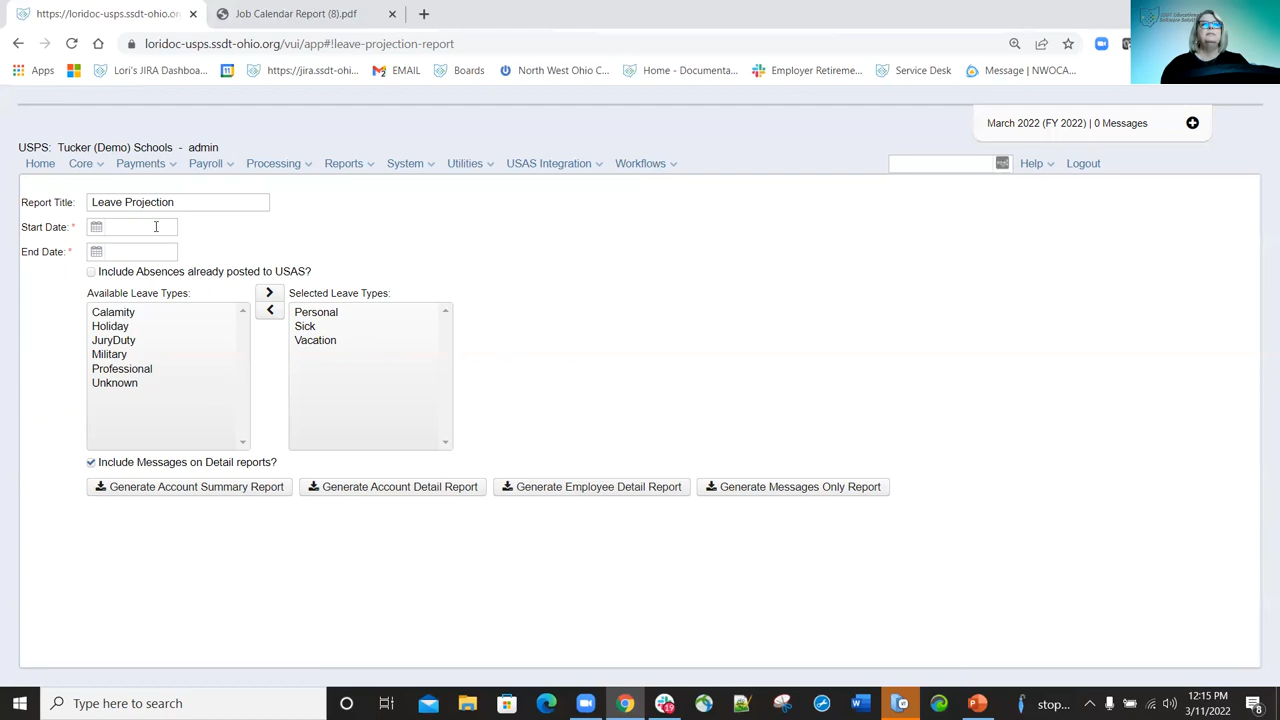 https://loridoc-usps.ssdt-ohio.or
Job Calendar Report (8).pdf
loridoc-usps.ssdt-ohio.org/vui/app#!leave-projection-report
Apps
Lori's JIRA Dashboa...
https://jira.ssdt-ohi...
EMAIL
Boards
North West Ohio C...
Home - Documenta...
Employer Retireme...
Service Desk
Message | NWOCA...
March 2022 (FY 2022) | 0 Messages
USPS: Tucker (Demo) Schools - admin
Home Core Payments Payroll Processing Reports System Utilities USAS Integration Workflows Help Logout
Report Title: Leave Projection
Start Date: *
End Date: *
Include Absences already posted to USAS?
Available Leave Types:
Selected Leave Types:
Calamity
Holiday
JuryDuty
Military
Professional
Unknown
Personal
Sick
Vacation
Include Messages on Detail reports?
Generate Account Summary Report
Generate Account Detail Report
Generate Employee Detail Report
Generate Messages Only Report
Type here to search
19
stop...
12:15 PM
3/11/2022
8